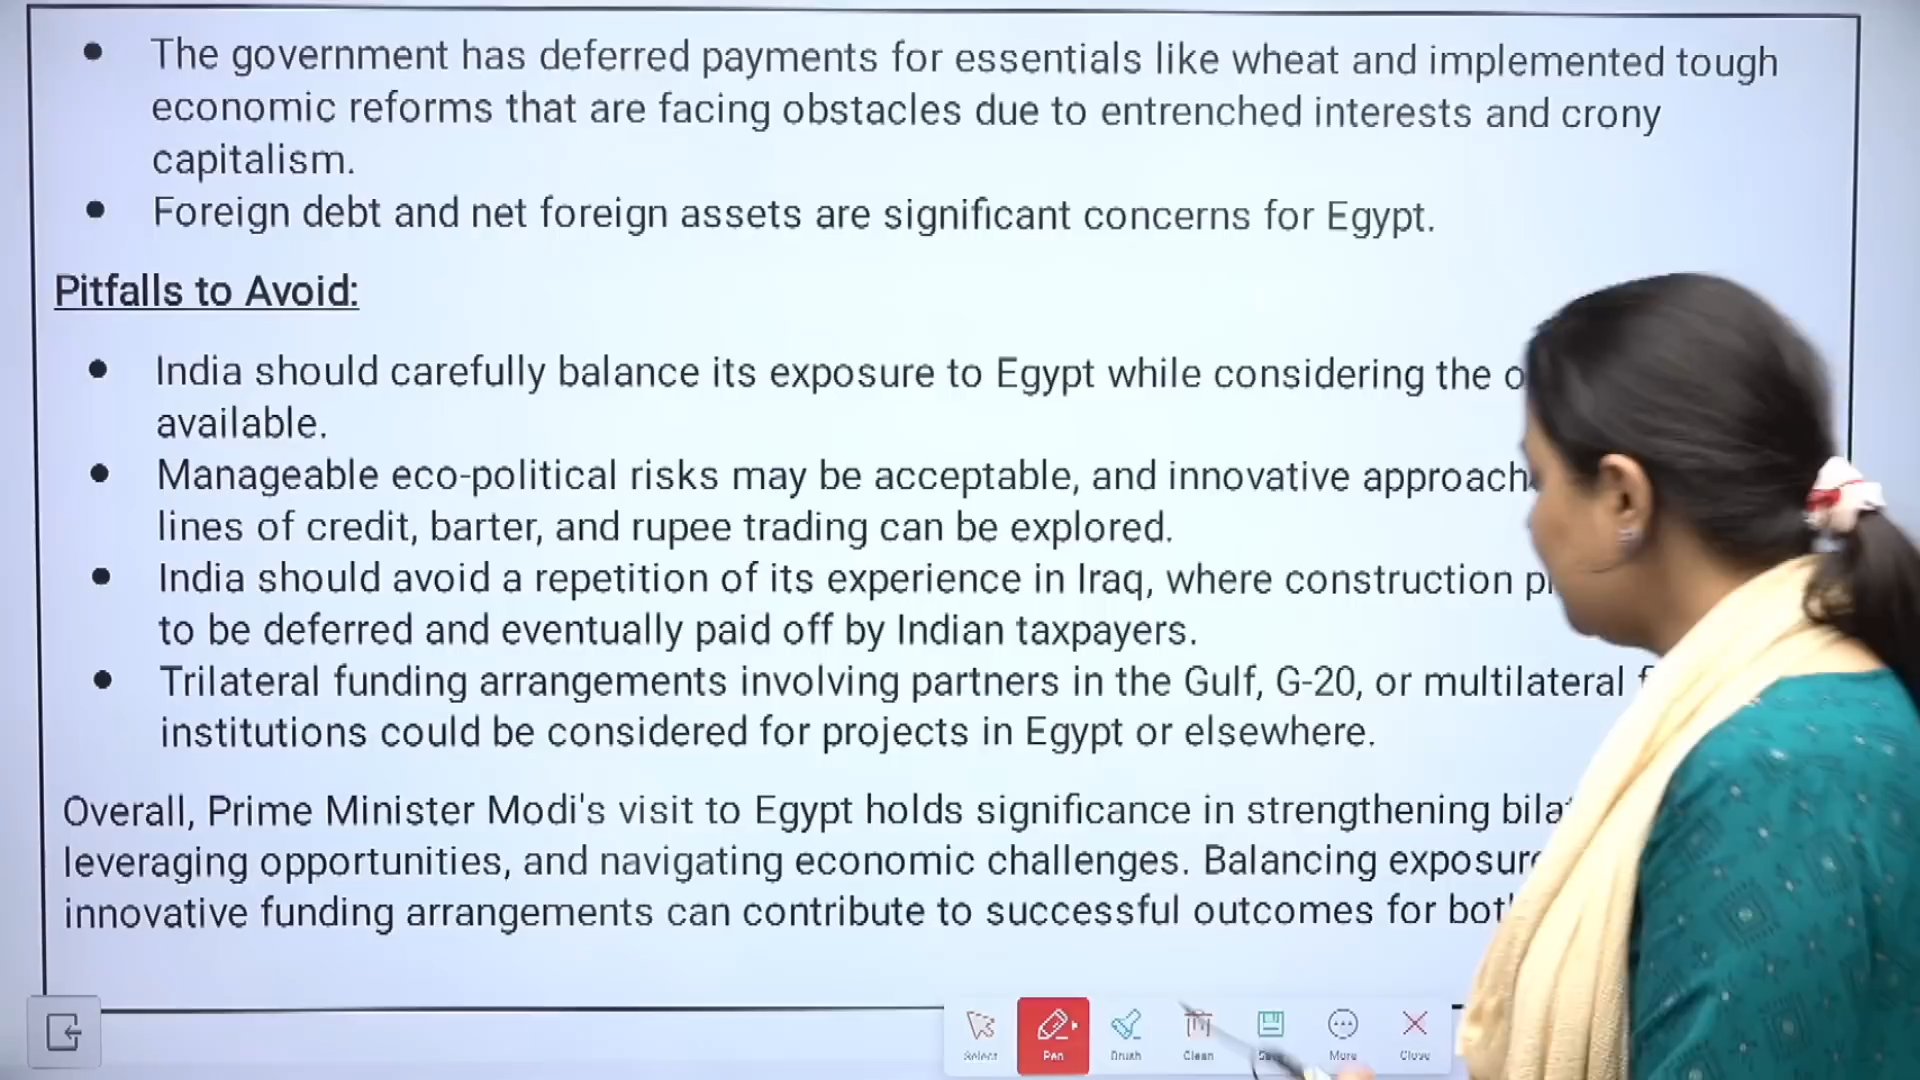 The government has deferred payments for essentials like wheat and implemented tough
economic reforms that are facing obstacles due to entrenched interests and crony
capitalism.
Foreign debt and net foreign assets are significant concerns for Egypt.
Pitfalls to Avoid:
India should carefully balance its exposure to Egypt while considering the
available.
Manageable eco-political risks may be acceptable, and innovative
lines of credit, barter, and rupee trading can be explored.
India should avoid a repetition of its experience in Iraq, where construction
to be deferred and eventually paid off by Indian taxpayers.
Trilateral funding arrangements involving partners in the Gulf, G-20, or multilateral
institutions could be considered for projects in Egypt or elsewhere.
Overall, Prime Minister Modi's visit to Egypt holds significance in strengthening
leveraging opportunities, and navigating economic challenges. Balancing
innovative funding arrangements can contribute to successful outcomes for
Select Pen Brush Clean More Close